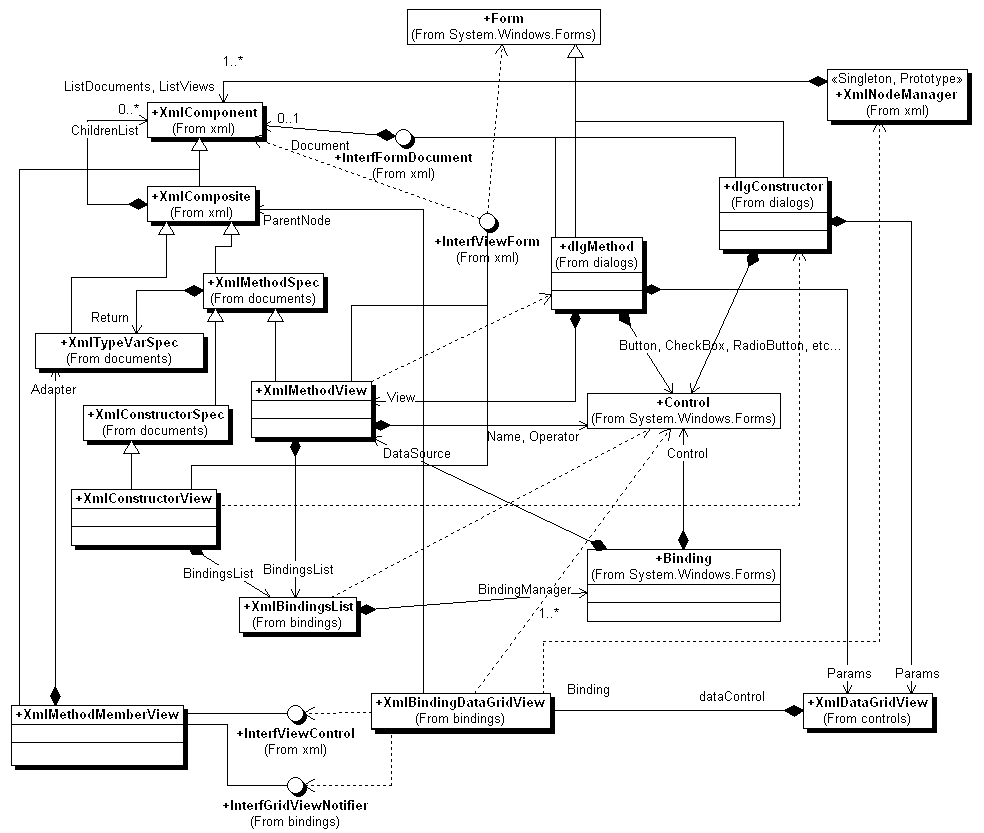 +Form
(From System.Windows.Forms)
1..*
«Singleton, Prototype»
+XmlNodeManager
(From xml)
ListDocuments, ListViews
0..*
ChildrenList
+XmlComponent
(From xml)
0..1
Document
+InterfFormDocument
(From xml)
+dlgConstructor
(From dialogs)
+XmlComposite
(From xml)
ParentNode
+InterfViewForm
(From xml)
+dlgMethod
(From dialogs)
+XmlMethodSpec
(From documents)
Return
+XmlTypeVarSpec
(From documents)
Button, CheckBox, RadioButton, etc...
Adapter
+XmlMethodView
View
+Control
(From System.Windows.Forms)
+XmlConstructorSpec
(From documents)
Name, Operator
DataSource
Control
+XmlConstructorView
BindingsList
BindingsList
+Binding
(From System.Windows.Forms)
BindingManager
1..*
+XmlBindingsList
(From bindings)
Params
Params
Binding
dataControl
+XmlMethodMemberView
+XmlBindingDataGridView
(From bindings)
+XmlDataGridView
(From controls)
+InterfViewControl
(From xml)
+InterfGridViewNotifier
(From bindings)